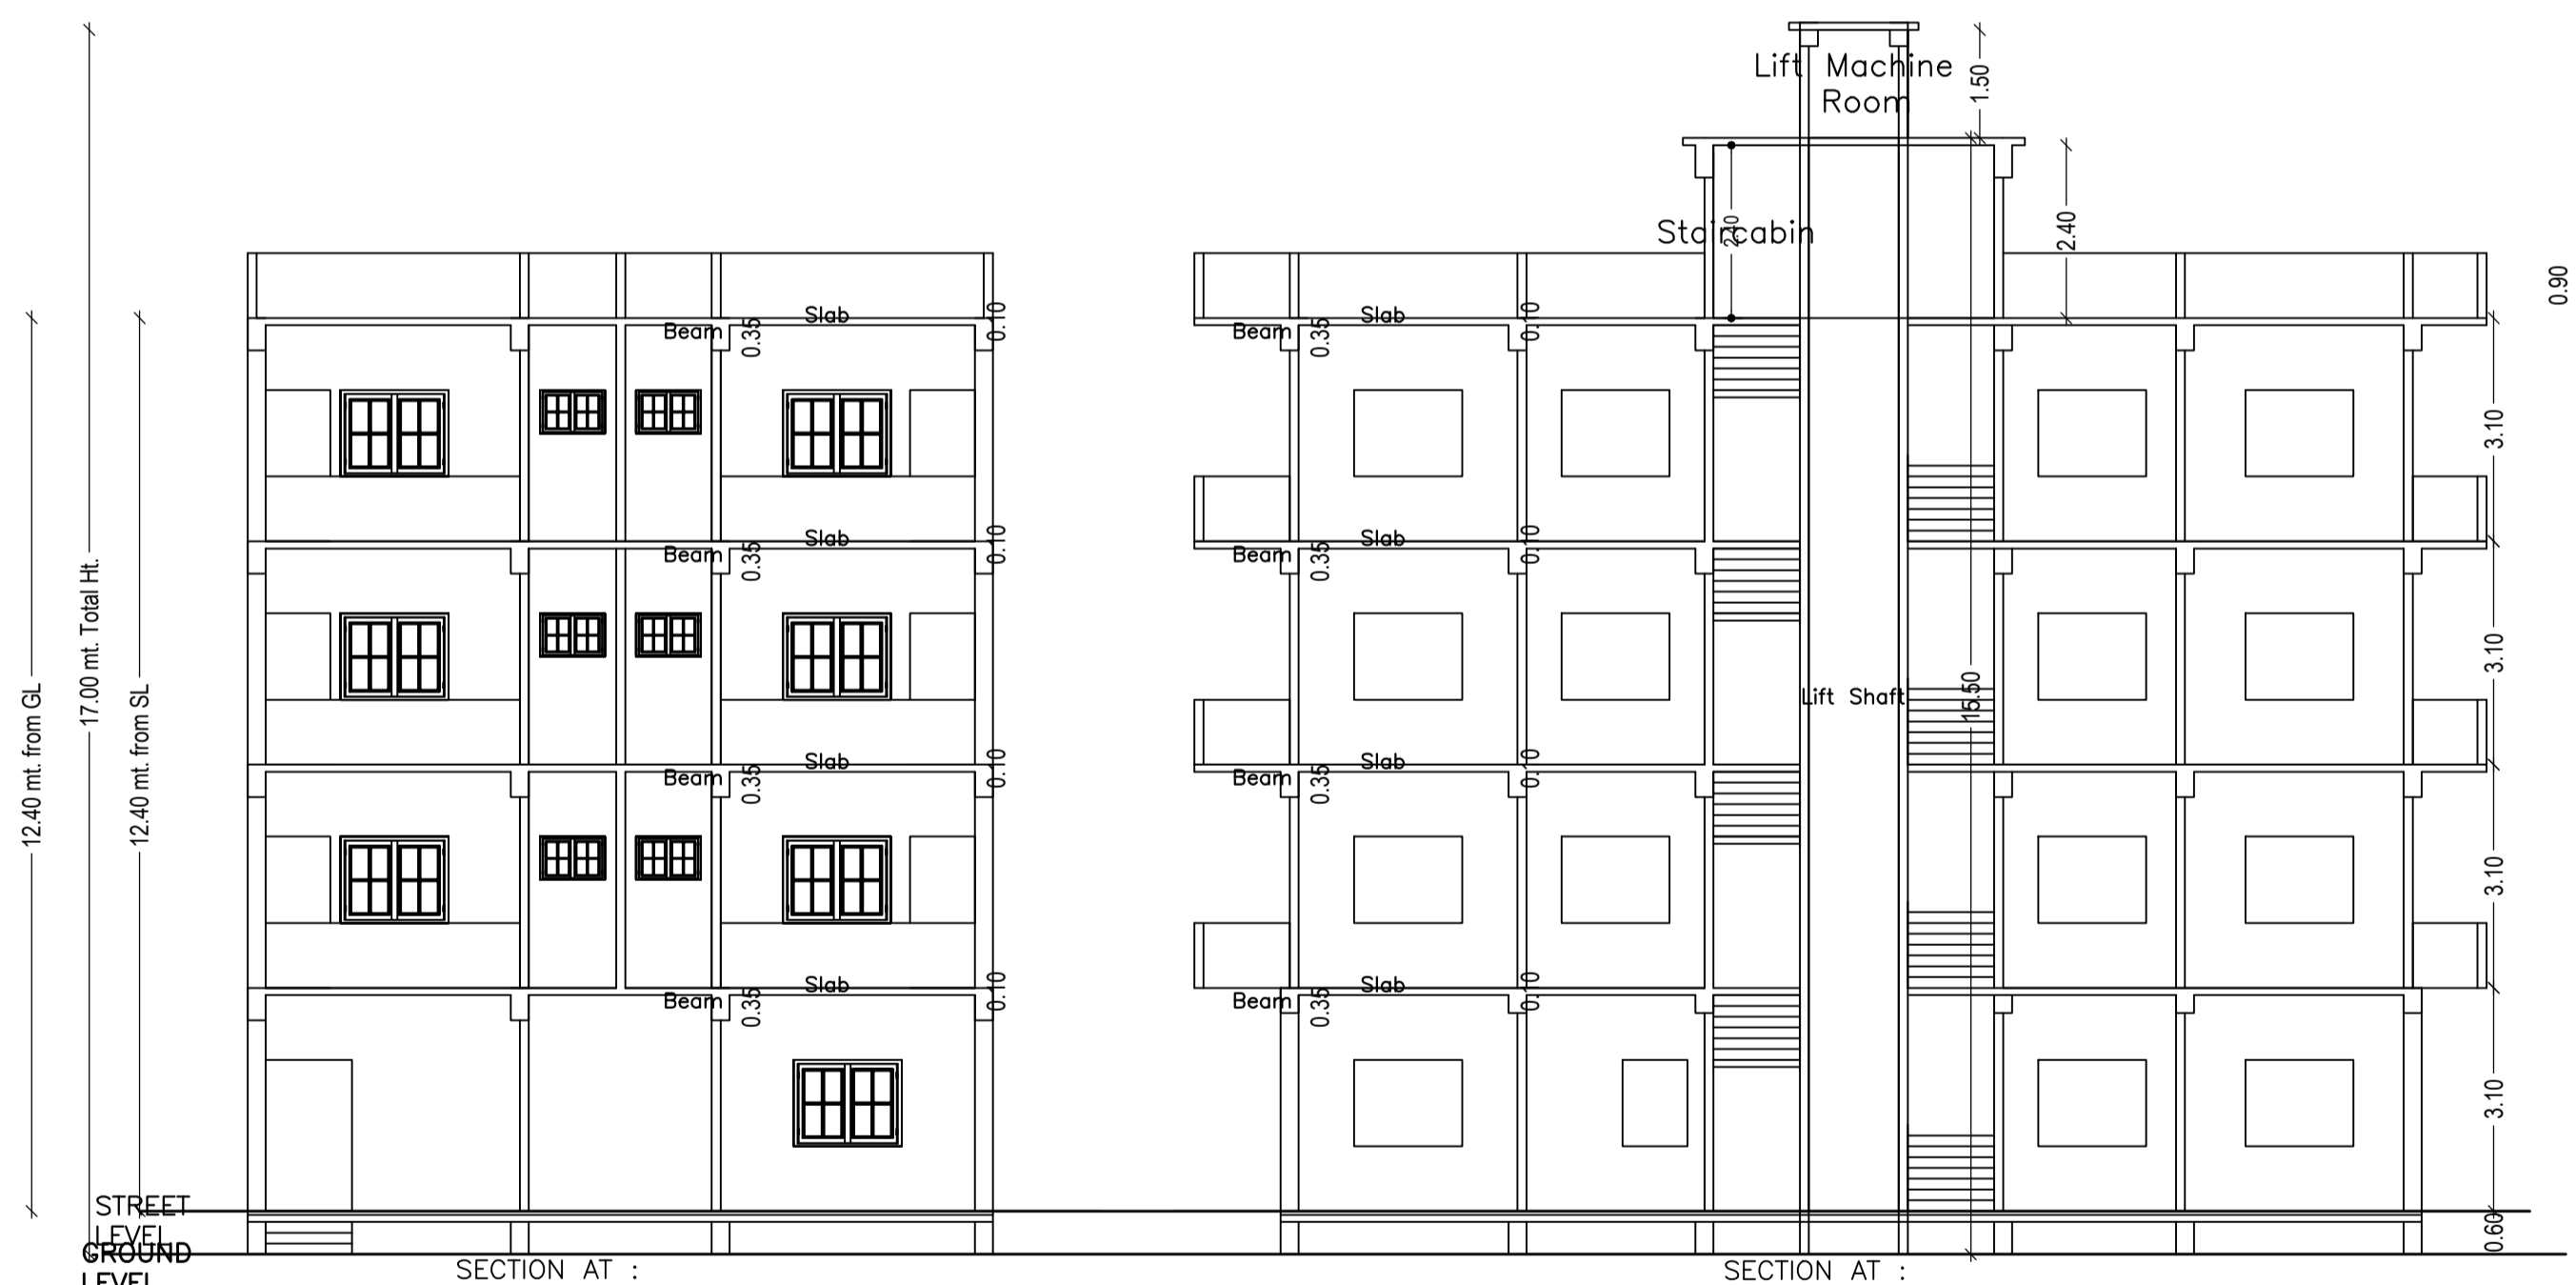 Lift Machine
Room
1.50
Staircabin
2.40
2.40
0.90
Slab
Beam
0.35
0.10
Slab
Beam
0.35
0.10
3.10
Slab
Beam
0.35
0.10
Slab
Beam
0.35
0.10
3.10
12.40 mt. from GL
17.00 mt. Total Ht.
12.40 mt. from SL
Lift Shaft
15.50
Slab
Beam
0.35
0.10
Slab
Beam
0.35
0.10
3.10
Slab
Beam
0.35
0.10
Slab
Beam
0.35
0.10
3.10
STREET
LEVEL
GROUND
LEVEL
0.60
SECTION AT :
SECTION AT :